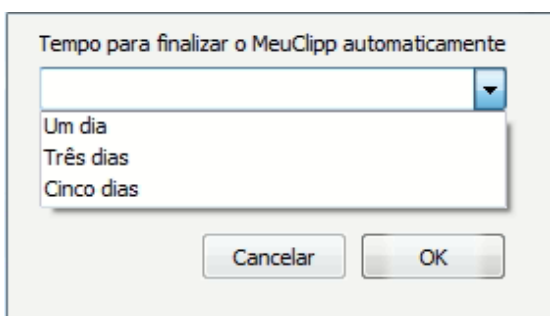 Tempo para finalizar o MeuClipp automaticamente
Um dia
Três dias
Cinco dias
Cancelar
OK